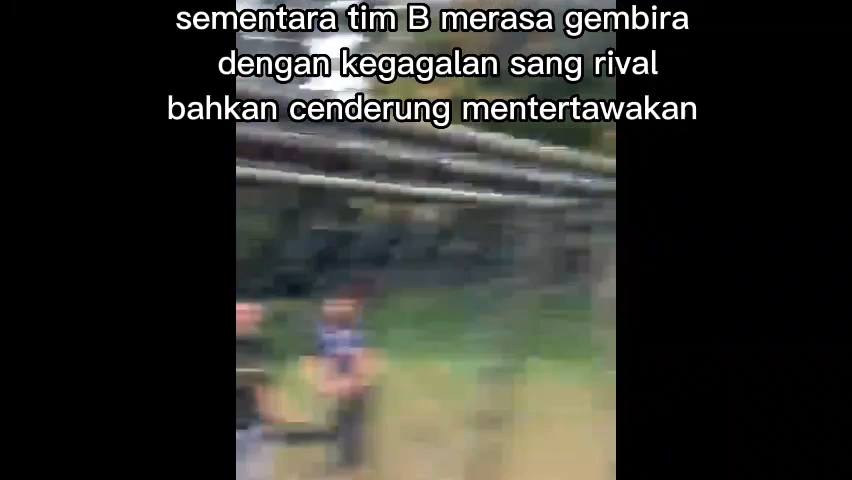 sementara tim B merasa gembira
dengan kegagalan sang rival
bahkan cenderung mentertawakan